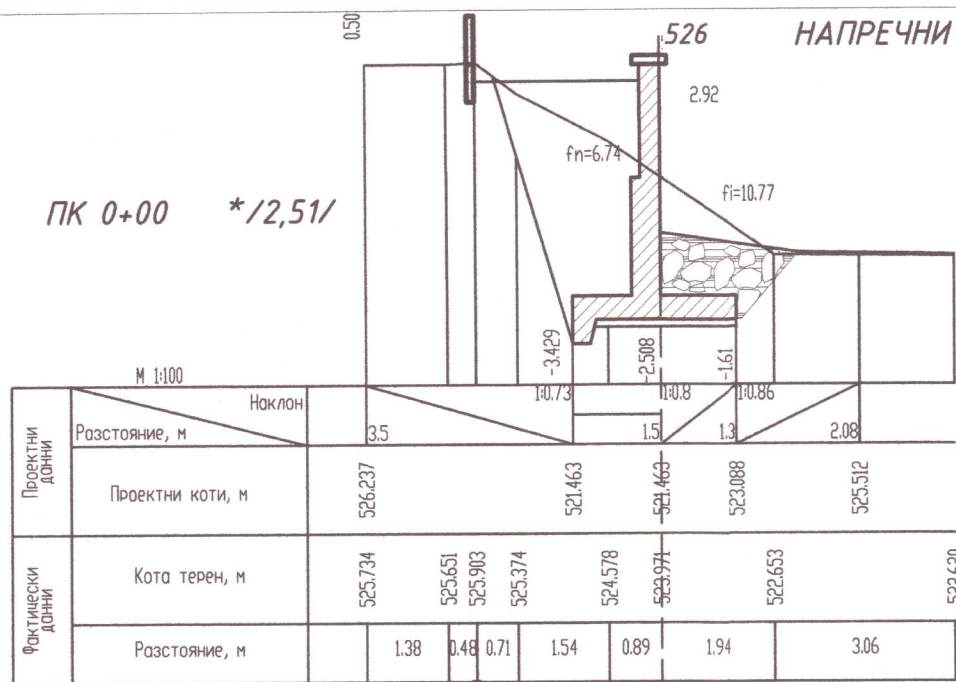 0.50
.526 НАПРЕЧНИ
2.92
fп=6.74
fi=10.77
ПК 0+00 */2,51/
-3.429 -2.508 -1.61
М 1:100
Наклон 1:0.73 1:0.8 1:0.86
Разстояние, м 3.5 1.5 1.3 2.08
Проектни данни
Проектни коти, м 526.237 521.463 521.463 523.088 525.512
Фактически данни
Кота терен, м 525.734 525.651 525.903 525.374 524.578 523.971 522.653
Разстояние, м 1.38 0.48 0.71 1.54 0.89 1.94 3.06